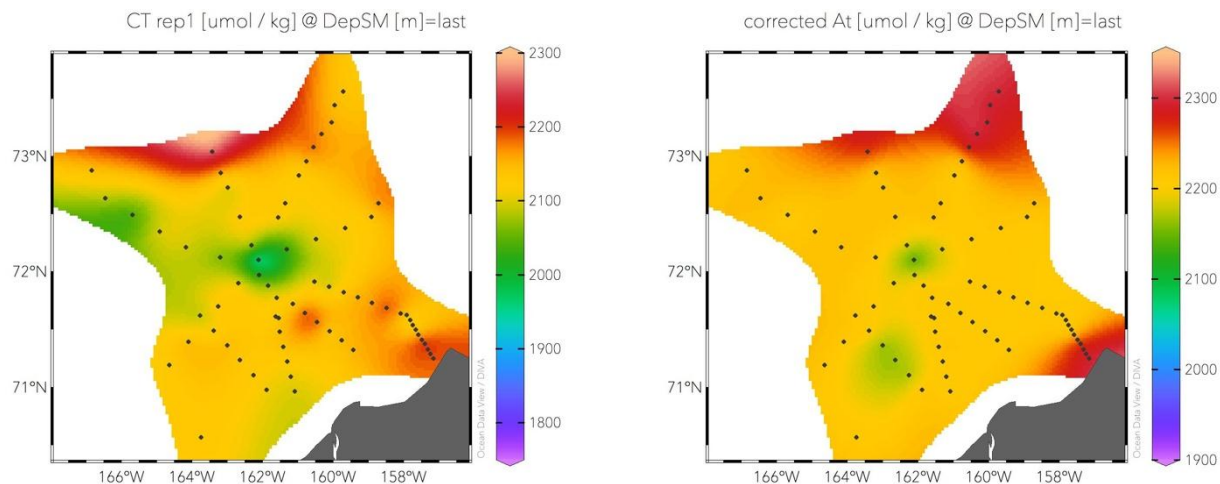 CT rep1 [umol / kg] @ DepSM [m]=last
2300
2200
2100
2000
1900
1800
73°N
72°N
71°N
166°W 164°W 162°W 160°W 158°W
Ocean Data View / DNA
corrected At [umol / kg] @ DepSM [m]=last
2300
2200
2100
2000
1900
73°N
72°N
71°N
166°W 164°W 162°W 160°W 158°W
Ocean Data View / DNA